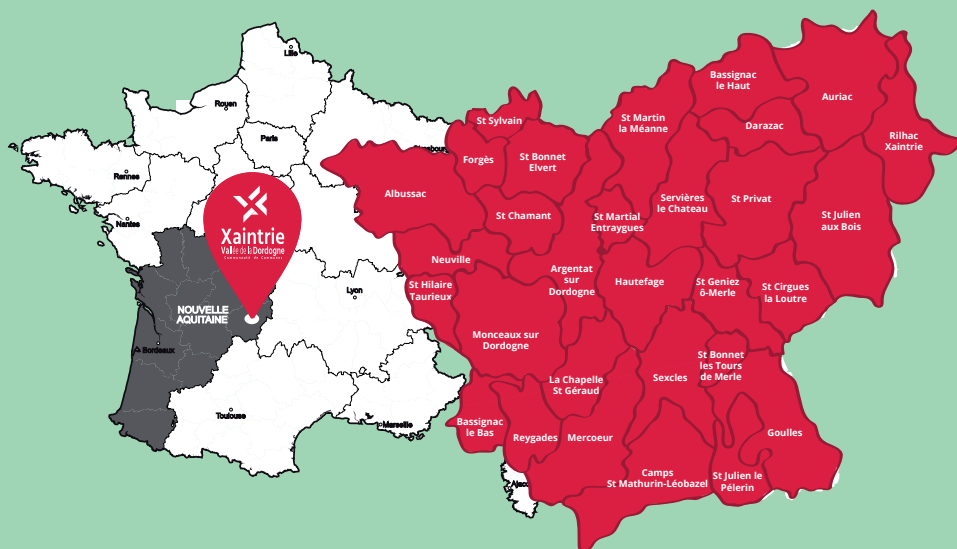 Lille
Rouen
Paris
Rennes
Nantes
Xaintrie
Vallée de la Dordogne
Communauté de Communes
NOUVELLE
AQUITAINE
Lyon
Bordeaux
Toulouse
Marseille
St Sylvain
Forgès
St Bonnet
Elvert
Albussac
St Chamant
Neuville
St Hilaire
Taurieux
St Martin
la Méanne
Bassignac
le Haut
Auriac
Darazac
Rilhac
Xaintrie
Servières
le Chateau
St Privat
St Julien
aux Bois
St Martial
Entraygues
Argentat
sur
Dordogne
Hautefage
St Geniez
ô-Merle
St Cirgues
la Loutre
Monceaux sur
Dordogne
La Chapelle
St Géraud
Sexcles
St Bonnet
les Tours
de Merle
Bassignac
le Bas
Reygades
Mercoeur
Goulles
Camps
St Mathurin-Léobazel
St Julien le
Pélerin